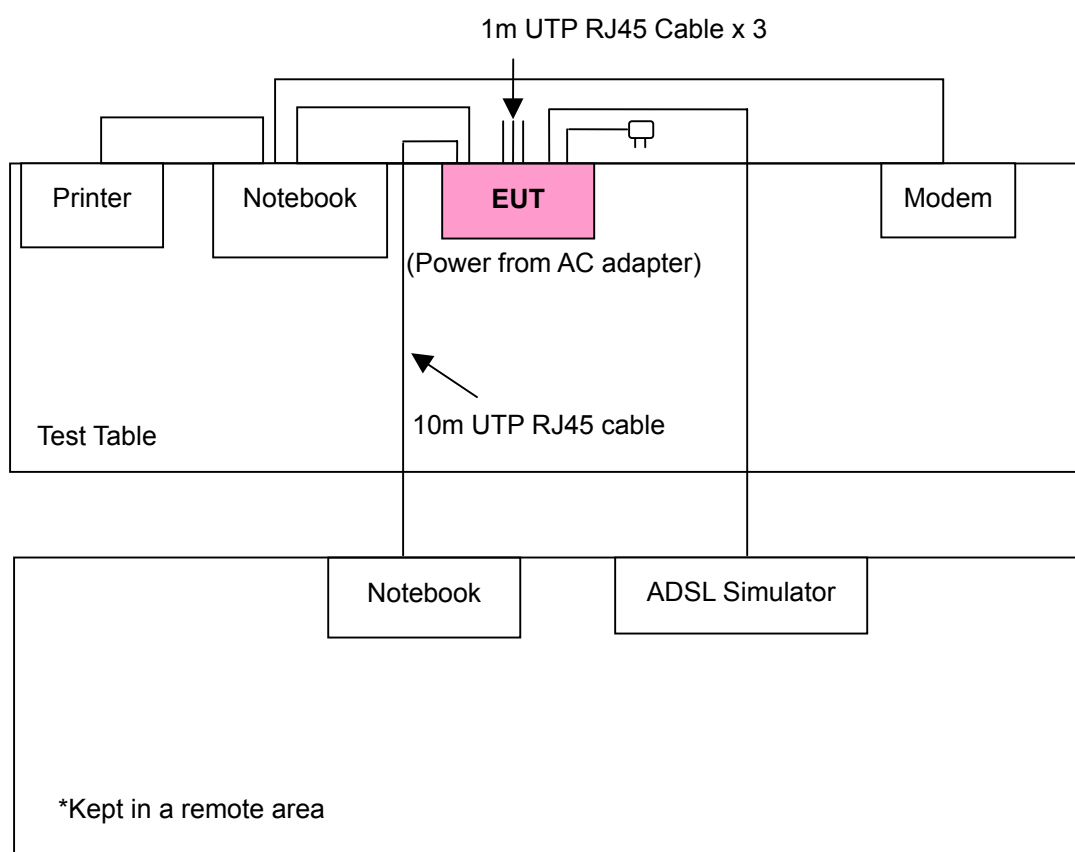 1m UTP RJ45 Cable x 3
Printer
Notebook
EUT
Modem
(Power from AC adapter)
10m UTP RJ45 cable
Test Table
Notebook
ADSL Simulator
*Kept in a remote area